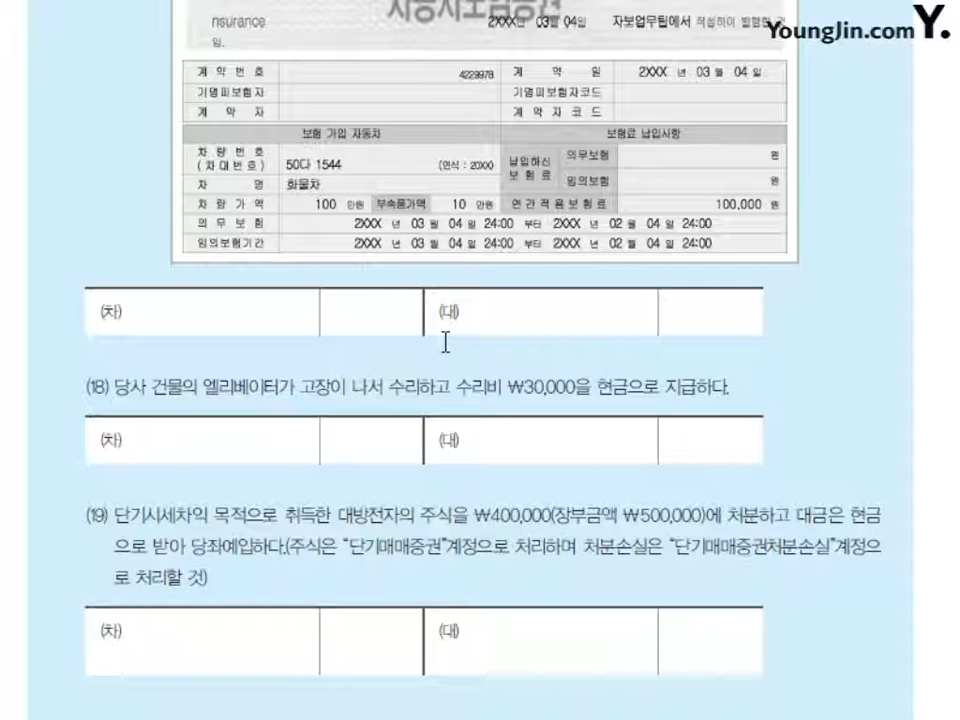 YoungJin.com Y.
nsurance 2XXX년 03월 04일 자보업무팀에서 작성하여 발행한
임.
계 약 번 호 4229978 계 약 일 2XXX 년 03 월 04 일
기명피보험자 기명피보험자코드
계 약 자 계 약 자 코 드
보험 가입 자동차 보험료 납입사항
차 량 번 호 (차대번호) 50다 1544 (연식 : 20XX) 납입하신 보 험 료 의무보험 원
임의보험 원
차 명 화물차
차 량 가 액 100 만원 부속품가액 10 만원 연 간 적 용 보 험 료 100,000 원
의 무 보 험 2XXX 년 03 월 04 일 24:00 부터 2XXX 년 02 월 04 일 24:00
임의보험기간 2XXX 년 03 월 04 일 24:00 부터 2XXX 년 02 월 04 일 24:00
(차) (대)
(18) 당사 건물의 엘리베이터가 고장이 나서 수리하고 수리비 ₩30,000을 현금으로 지급하다.
(차) (대)
(19) 단기시세차익 목적으로 취득한 대방전자의 주식을 ₩400,000(장부금액 ₩500,000)에 처분하고 대금은 현금
으로 받아 당좌예입하다.(주식은 “단기매매증권”계정으로 처리하며 처분손실은 “단기매매증권처분손실”계정으
로 처리할 것)
(차) (대)